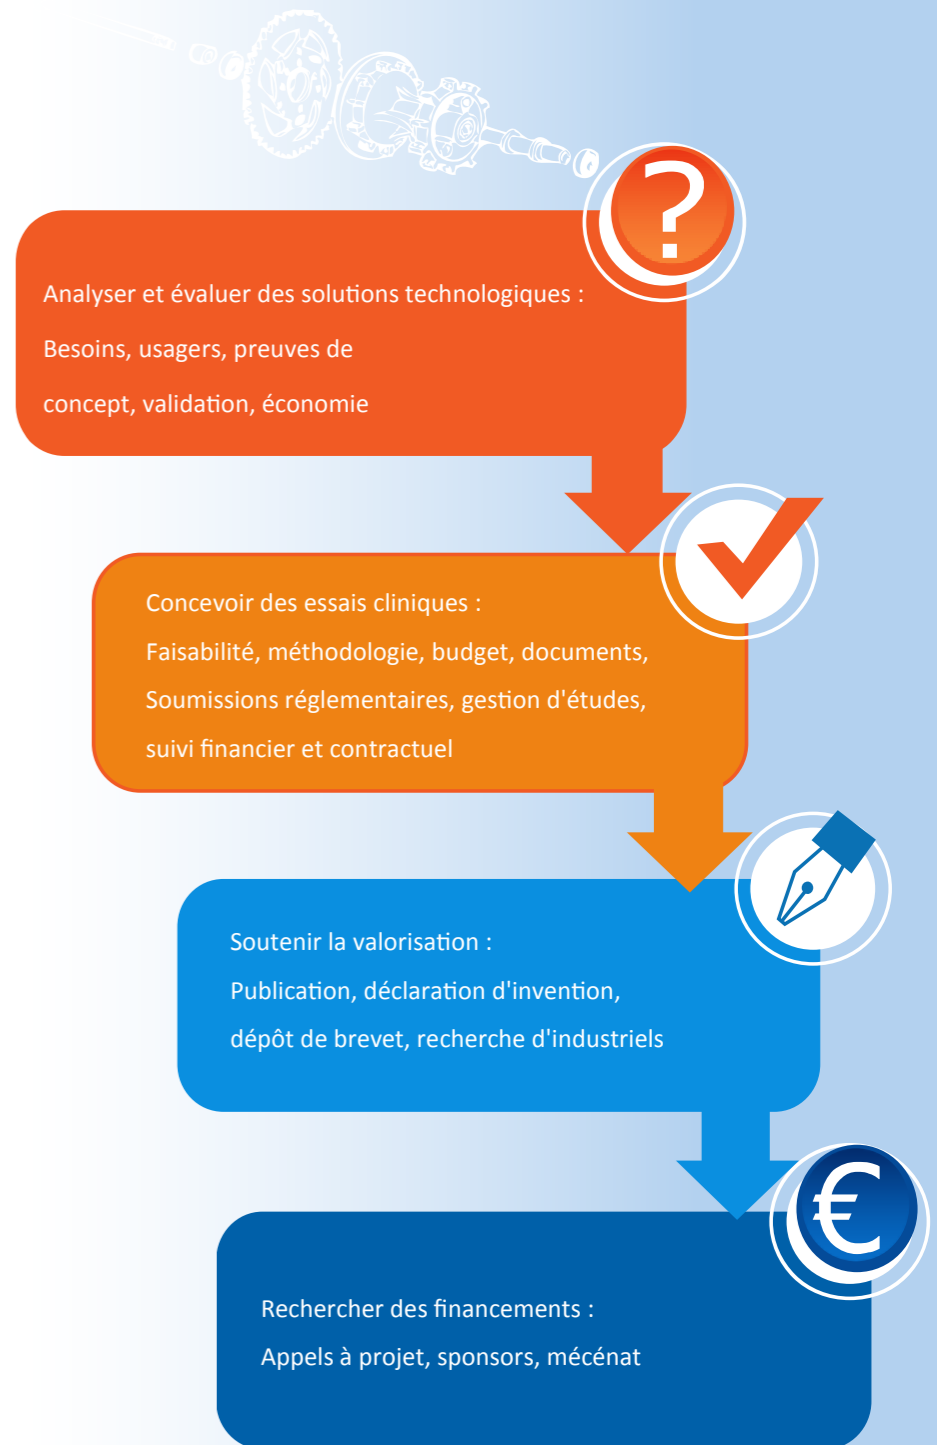 ?
Analyser et évaluer des solutions technologiques :
Besoins, usagers, preuves de
concept, validation, économie
Concevoir des essais cliniques :
Faisabilité, méthodologie, budget, documents,
Soumissions réglementaires, gestion d'études,
suivi financier et contractuel
Soutenir la valorisation :
Publication, déclaration d'invention,
dépôt de brevet, recherche d'industriels
€
Rechercher des financements :
Appels à projet, sponsors, mécénat